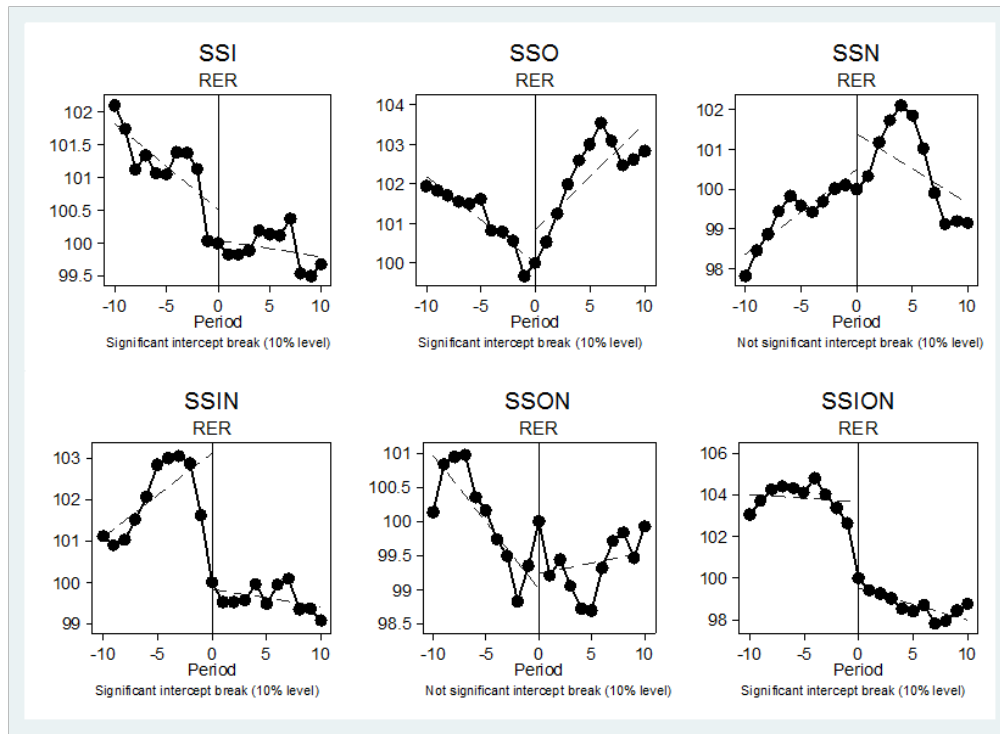 SSI
RER
102
101.5
101
100.5
100
99.5
-10 -5 0 5 10
Period
Significant intercept break (10% level)
SSO
RER
104
103
102
101
100
-10 -5 0 5 10
Period
Significant intercept break (10% level)
SSN
RER
102
101
100
99
98
-10 -5 0 5 10
Period
Not significant intercept break (10% level)
SSIN
RER
103
102
101
100
99
-10 -5 0 5 10
Period
Significant intercept break (10% level)
SSON
RER
101
100.5
100
99.5
99
98.5
-10 -5 0 5 10
Period
Not significant intercept break (10% level)
SSION
RER
106
104
102
100
98
-10 -5 0 5 10
Period
Significant intercept break (10% level)